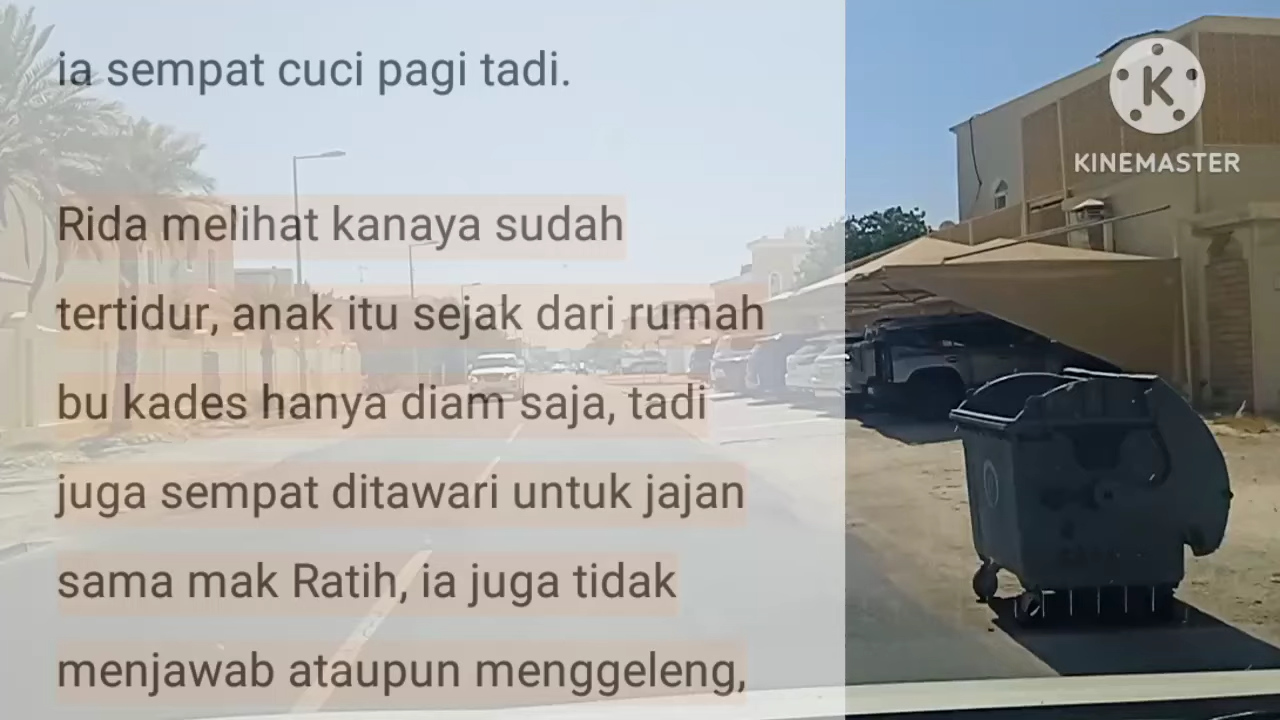 ia sempat cuci pagi tadi.
Rida melihat kanaya sudah
tertidur, anak itu sejak dari rumah
bu kades hanya diam saja, tadi
juga sempat ditawari untuk jajan
sama mak Ratih, ia juga tidak
menjawab ataupun menggeleng,
K
KINEMASTER